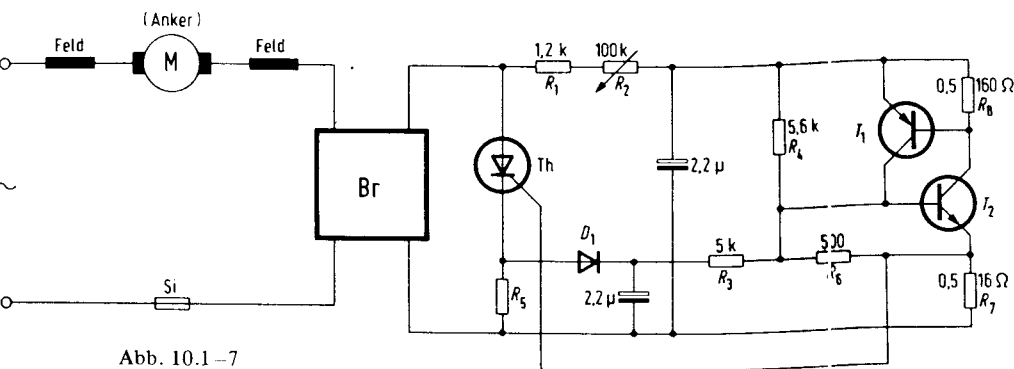 (Anker)
Feld
M
Feld
1,2 k
R1
100 k
R2
0,5
160 Ω
R8
T1
5,6 k
R4
Th
2,2 µ
Br
T2
D1
5 k
R3
500
R6
R5
2,2 µ
0,5
16 Ω
R7
~
Si
Abb. 10.1–7